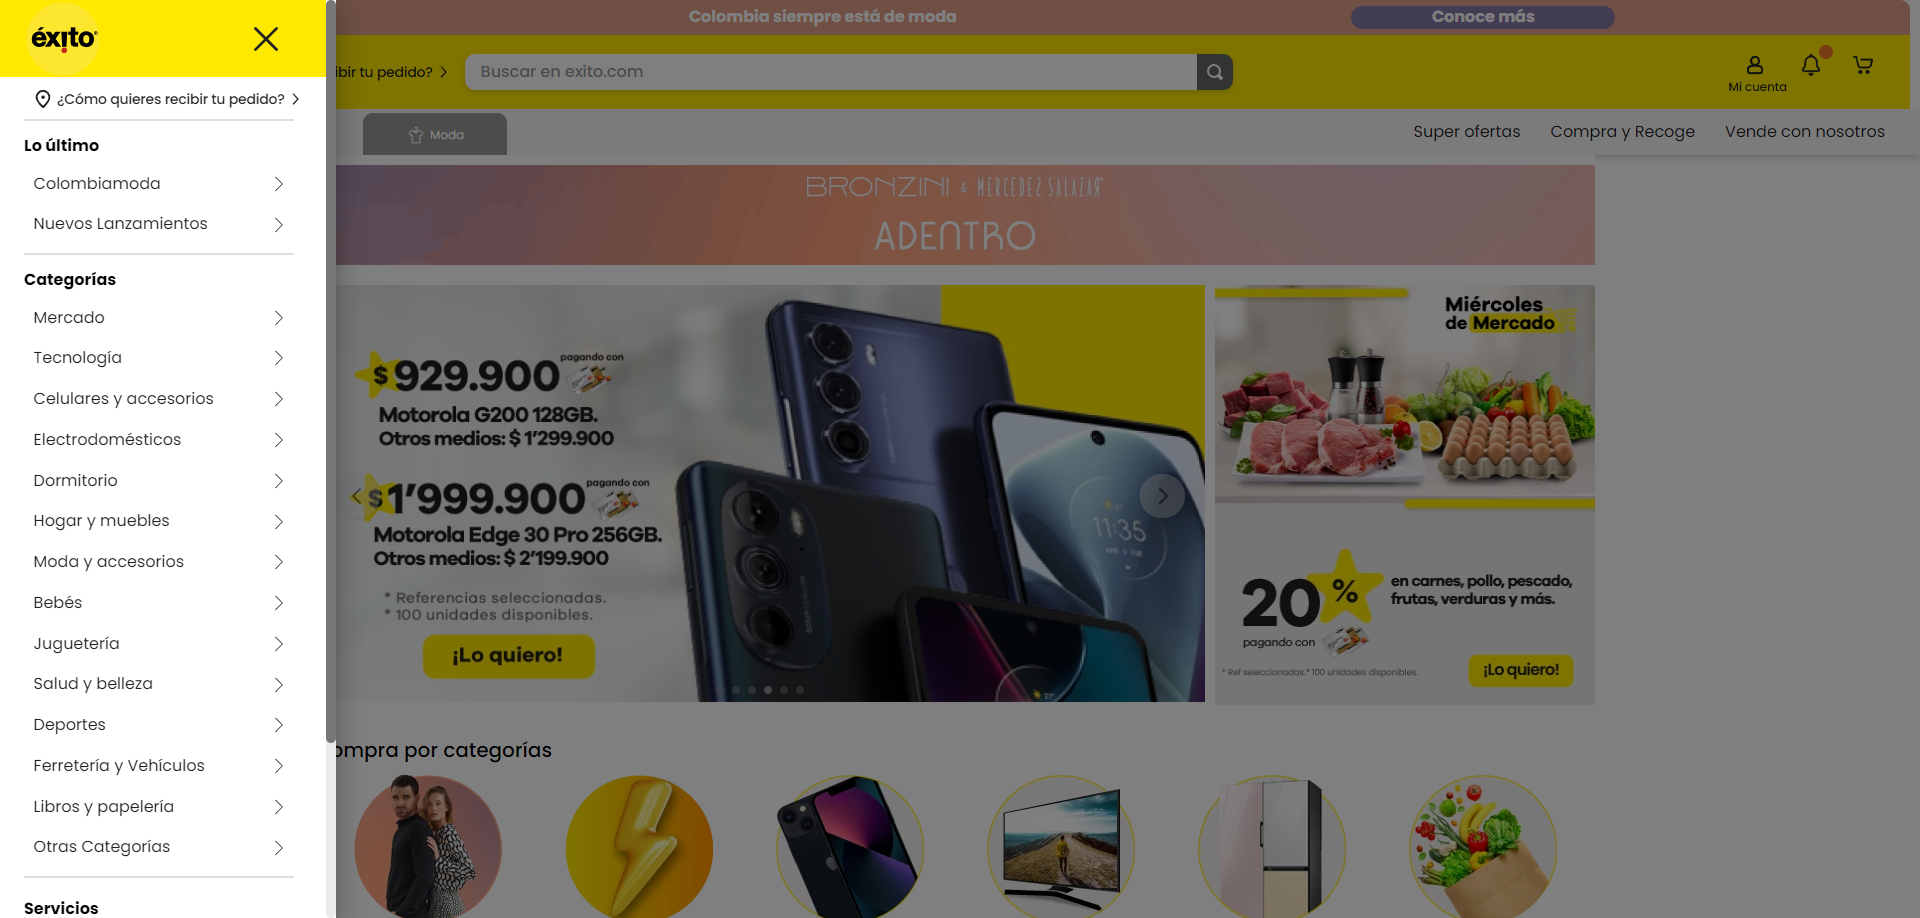 éxito
¿Cómo quieres recibir tu pedido?
Lo último
Colombiamoda
Nuevos Lanzamientos
Categorías
Mercado
Tecnología
Celulares y accesorios
Electrodomésticos
Dormitorio
Hogar y muebles
Moda y accesorios
Bebés
Juguetería
Salud y belleza
Deportes
Ferretería y Vehículos
Libros y papelería
Otras Categorías
Servicios
Colombia siempre está de moda
Conoce más
ibir tu pedido?
Buscar en exito.com
Mi cuenta
Moda
Super ofertas
Compra y Recoge
Vende con nosotros
BRONZINI & MERCEDES SALAZAR
ADENTRO
pagando con
$929.900
Motorola G200 128GB.
Otros medios: $ 1'299.900
pagando con
$1'999.900
Motorola Edge 30 Pro 256GB.
Otros medios: $ 2'199.900
* Referencias seleccionadas.
* 100 unidades disponibles.
¡Lo quiero!
11:35
Miércoles
de Mercado
20%
en carnes, pollo, pescado,
frutas, verduras y más.
pagando con
* Ref seleccionadas.* 100 unidades disponibles.
¡Lo quiero!
ompra por categorías